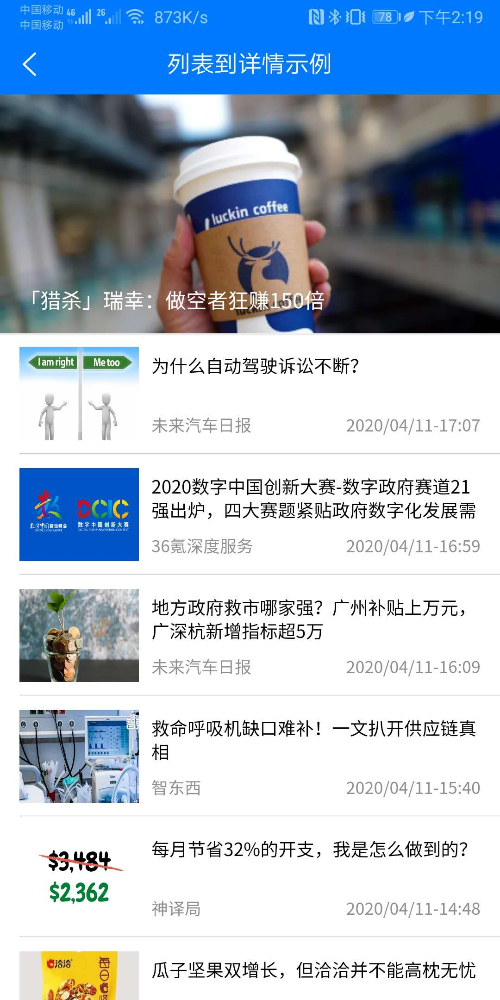 中国移动 4G 2G 873K/s 78 下午2:19
中国移动
列表到详情示例
luckin coffee
「猎杀」瑞幸：做空者狂赚150倍
I am right Me too
为什么自动驾驶诉讼不断？
未来汽车日报 2020/04/11-17:07
2020数字中国创新大赛-数字政府赛道21
强出炉，四大赛题紧贴政府数字化发展需
DCIC
数字中国建设峰会 数字中国创新大赛
DIGITAL CHINA SUMMIT DIGITAL CHINA INNOVATION CONTEST
36氪深度服务 2020/04/11-16:59
地方政府救市哪家强？广州补贴上万元，
广深杭新增指标超5万
未来汽车日报 2020/04/11-16:09
救命呼吸机缺口难补！一文扒开供应链真
相
智东西 2020/04/11-15:40
每月节省32%的开支，我是怎么做到的？
$3,484
$2,362
神译局 2020/04/11-14:48
瓜子坚果双增长，但洽洽并不能高枕无忧
洽洽
每日